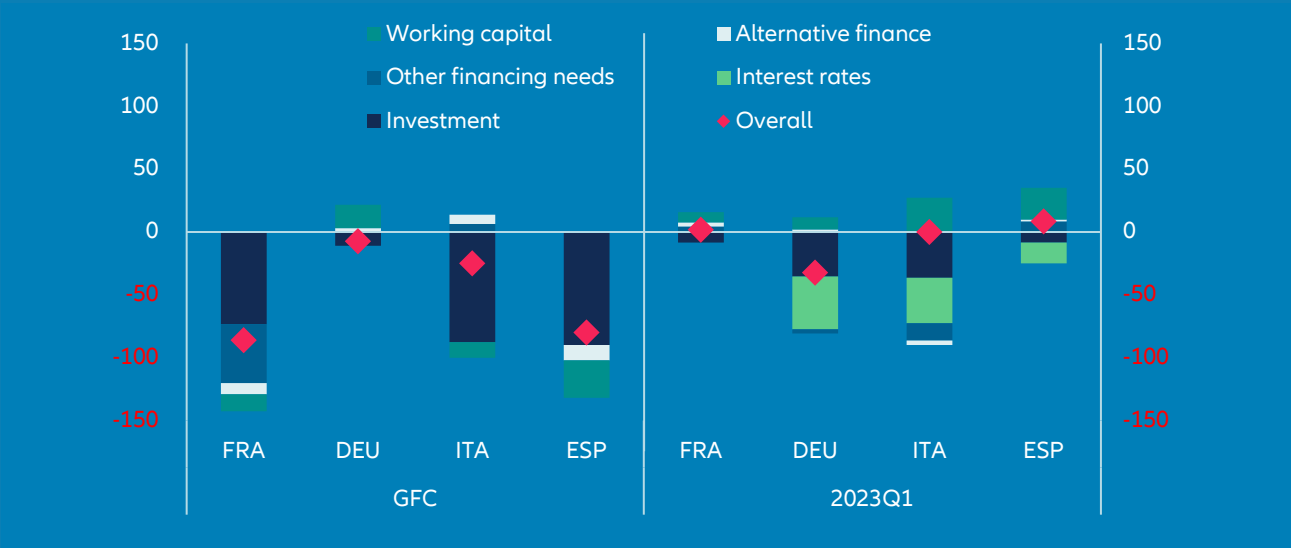 Working capital
Alternative finance
Other financing needs
Interest rates
Investment
Overall
150
100
50
0
-50
-100
-150
150
100
50
0
-50
-100
-150
FRA DEU ITA ESP FRA DEU ITA ESP
GFC 2023Q1